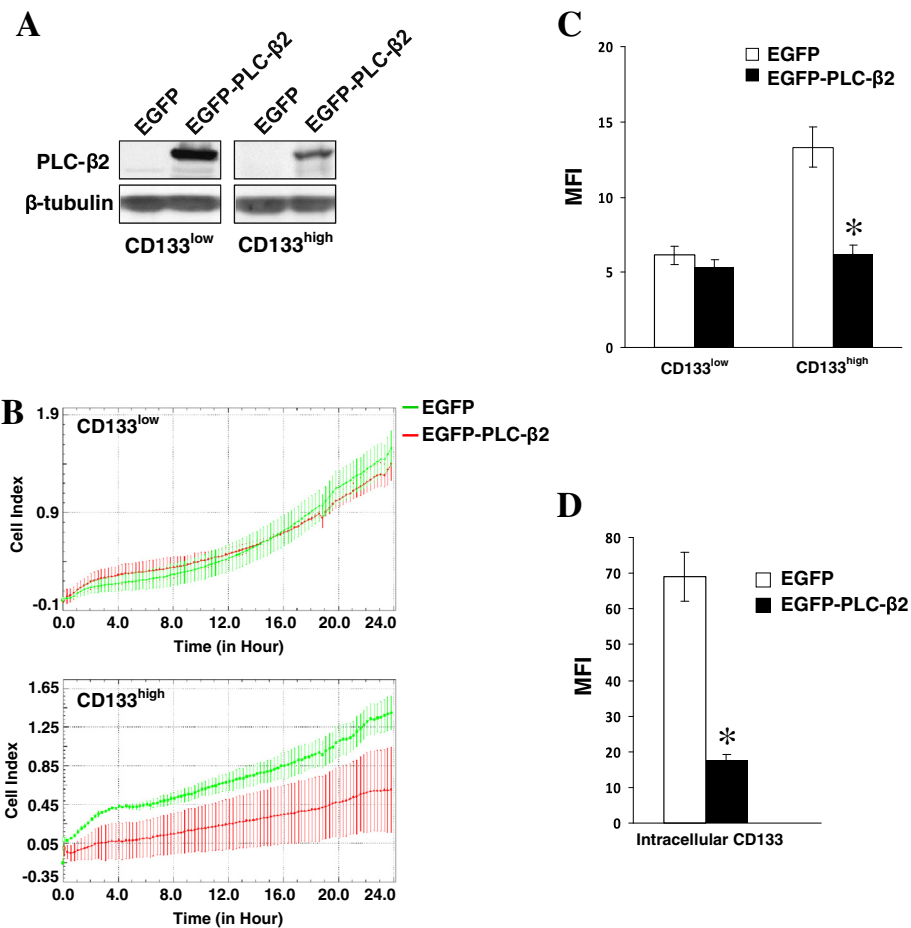 A
EGFP
EGFP-PLC-β2
EGFP
EGFP-PLC-β2
PLC-β2
β-tubulin
CD133low
CD133high
B
CD133low
EGFP
EGFP-PLC-β2
1.9
0.9
-0.1
Cell Index
0.0 4.0 8.0 12.0 16.0 20.0 24.0
Time (in Hour)
CD133high
1.65
1.25
0.85
0.45
0.05
-0.35
Cell Index
0.0 4.0 8.0 12.0 16.0 20.0 24.0
Time (in Hour)
C
EGFP
EGFP-PLC-β2
20
15
10
5
0
MFI
*
CD133low
CD133high
D
EGFP
EGFP-PLC-β2
80
70
60
50
40
30
20
10
0
MFI
*
Intracellular CD133